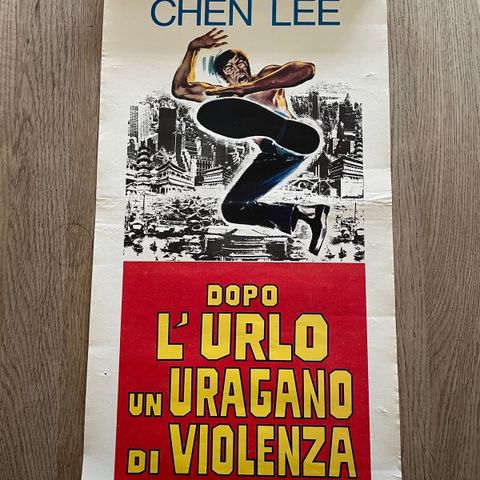 CHEN LEE
DOPO
L'URLO
UN URAGANO
DI VIOLENZA